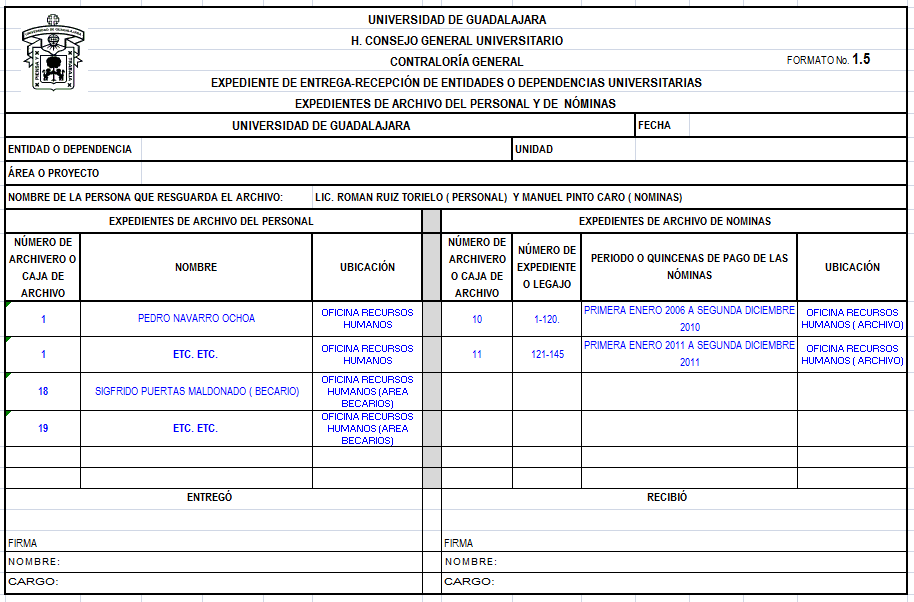 UNIVERSIDAD DE GUADALAJARA
H. CONSEJO GENERAL UNIVERSITARIO
CONTRALORÍA GENERAL
FORMATO No. 1.5
EXPEDIENTE DE ENTREGA-RECEPCIÓN DE ENTIDADES O DEPENDENCIAS UNIVERSITARIAS
EXPEDIENTES DE ARCHIVO DEL PERSONAL Y DE NÓMINAS
UNIVERSIDAD DE GUADALAJARA FECHA
ENTIDAD O DEPENDENCIA UNIDAD
ÁREA O PROYECTO
NOMBRE DE LA PERSONA QUE RESGUARDA EL ARCHIVO: LIC. ROMAN RUIZ TORIELO ( PERSONAL) Y MANUEL PINTO CARO ( NOMINAS)
EXPEDIENTES DE ARCHIVO DEL PERSONAL EXPEDIENTES DE ARCHIVO DE NOMINAS
NÚMERO DE
ARCHIVERO O
CAJA DE
ARCHIVO
NOMBRE
UBICACIÓN
NÚMERO DE
ARCHIVERO
O CAJA DE
ARCHIVO
NÚMERO DE
EXPEDIENTE
O LEGAJO
PERIODO O QUINCENAS DE PAGO DE LAS
NÓMINAS
UBICACIÓN
1
PEDRO NAVARRO OCHOA
OFICINA RECURSOS
HUMANOS
10
1-120.
PRIMERA ENERO 2006 A SEGUNDA DICIEMBRE
2010
OFICINA RECURSOS
HUMANOS ( ARCHIVO)
1
ETC. ETC.
OFICINA RECURSOS
HUMANOS
11
121-145
PRIMERA ENERO 2011 A SEGUNDA DICIEMBRE
2011
OFICINA RECURSOS
HUMANOS ( ARCHIVO)
18
SIGFRIDO PUERTAS MALDONADO ( BECARIO)
OFICINA RECURSOS
HUMANOS (AREA
BECARIOS)
19
ETC. ETC.
OFICINA RECURSOS
HUMANOS (AREA
BECARIOS)
ENTREGÓ RECIBIÓ
FIRMA FIRMA
NOMBRE: NOMBRE:
CARGO: CARGO: